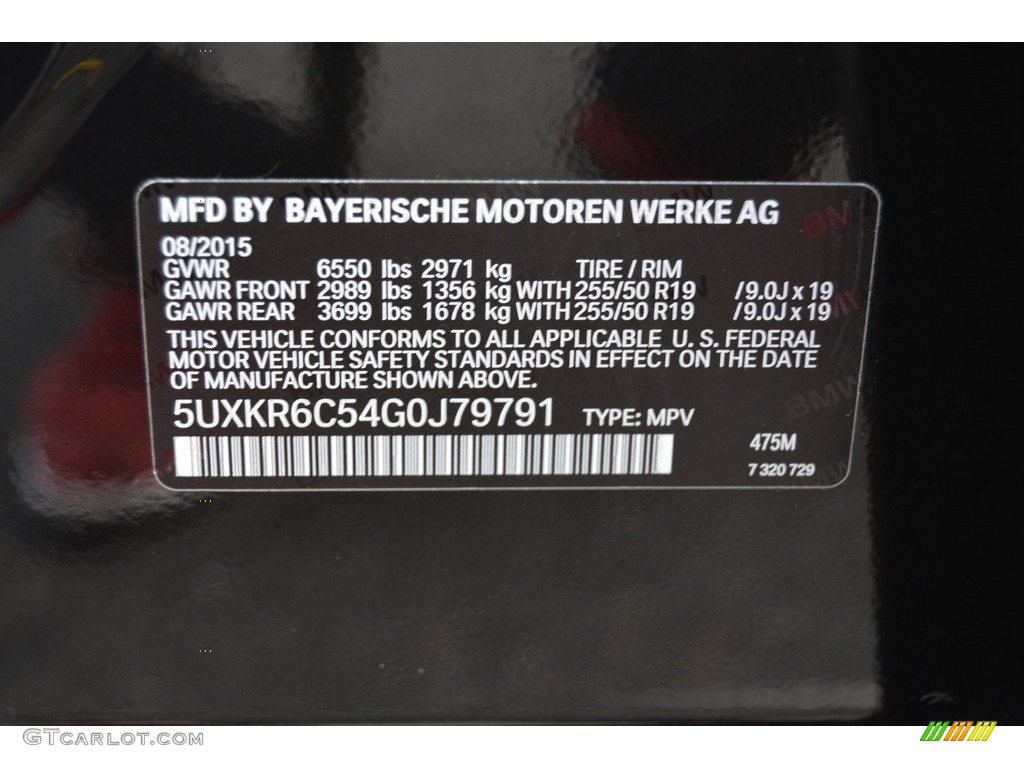 MFD BY BAYERISCHE MOTOREN WERKE AG
08/2015
GVWR 6550 lbs 2971 kg TIRE / RIM
GAWR FRONT 2989 lbs 1356 kg WITH 255/50 R19 / 9.0J x 19
GAWR REAR 3699 lbs 1678 kg WITH 255/50 R19 / 9.0J x 19
THIS VEHICLE CONFORMS TO ALL APPLICABLE U. S. FEDERAL
MOTOR VEHICLE SAFETY STANDARDS IN EFFECT ON THE DATE
OF MANUFACTURE SHOWN ABOVE.
5UXKR6C54G0J79791 TYPE: MPV
475M
7 320 729
GTCARLOT.COM